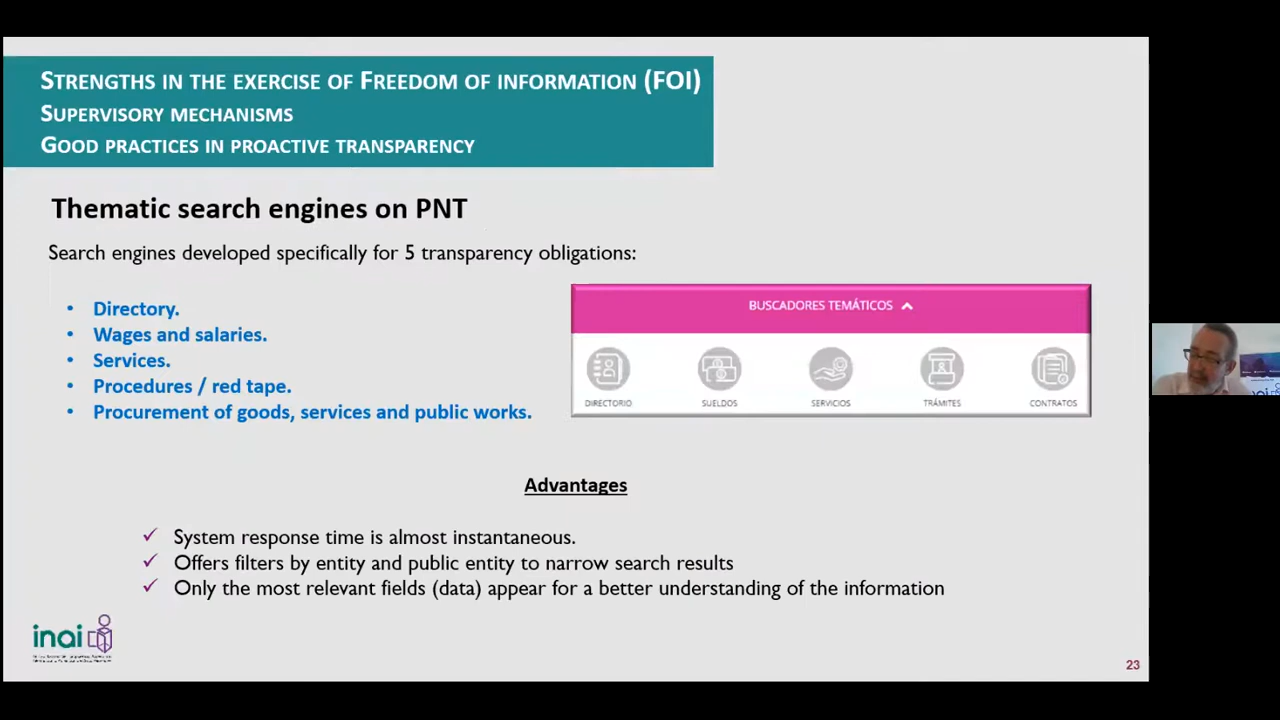 STRENGTHS IN THE EXERCISE OF FREEDOM OF INFORMATION (FOI)
SUPERVISORY MECHANISMS
GOOD PRACTICES IN PROACTIVE TRANSPARENCY
Thematic search engines on PNT
Search engines developed specifically for 5 transparency obligations:
• Directory.
• Wages and salaries.
• Services.
• Procedures / red tape.
• Procurement of goods, services and public works.
BUSCADORES TEMÁTICOS
DIRECTORIO
SUELDOS
SERVICIOS
TRÁMITES
CONTRATOS
Advantages
✓ System response time is almost instantaneous.
✓ Offers filters by entity and public entity to narrow search results
✓ Only the most relevant fields (data) appear for a better understanding of the information
inai
23